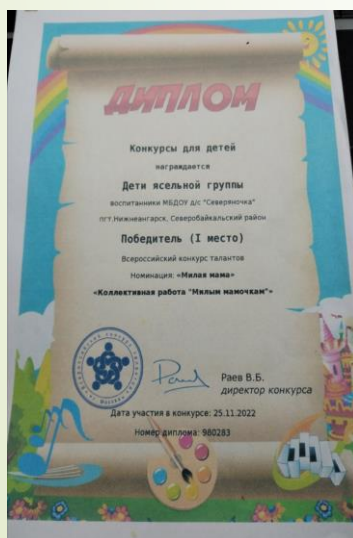 ДИПЛОМ
Конкурсы для детей
награждается
Дети ясельной группы
воспитанники МБДОУ д/с "Северяночка"
пгт.Нижнеангарск, Северобайкальский район
Победитель (I место)
Всероссийский конкурс талантов
Номинация: «Милая мама»
«Коллективная работа "Милым мамочкам"»
Раев В.Б.
директор конкурса
Дата участия в конкурсе: 25.11.2022
Номер диплома: 980283